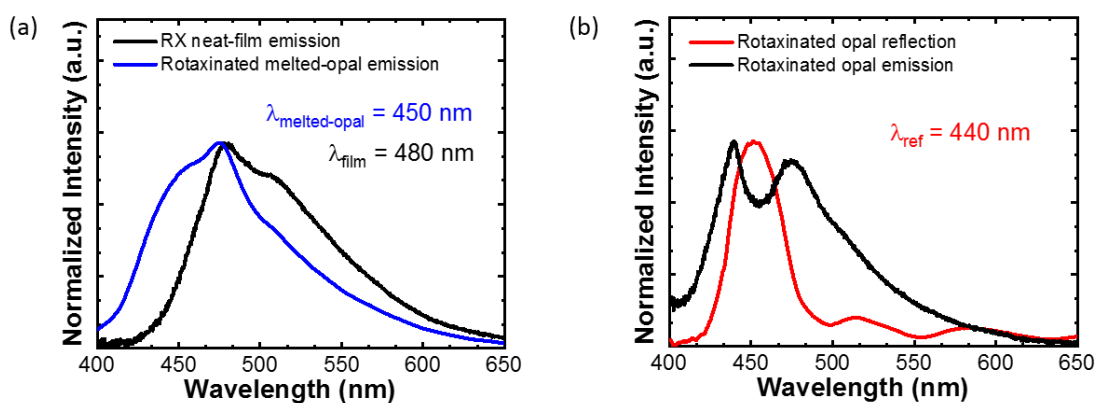 (a)
Normalized Intensity (a.u.)
RX neat-film emission
Rotaxinated melted-opal emission
λmelted-opal = 450 nm
λfilm = 480 nm
400 450 500 550 600 650
Wavelength (nm)
(b)
Normalized Intensity (a.u.)
Rotaxinated opal reflection
Rotaxinated opal emission
λref = 440 nm
400 450 500 550 600 650
Wavelength (nm)